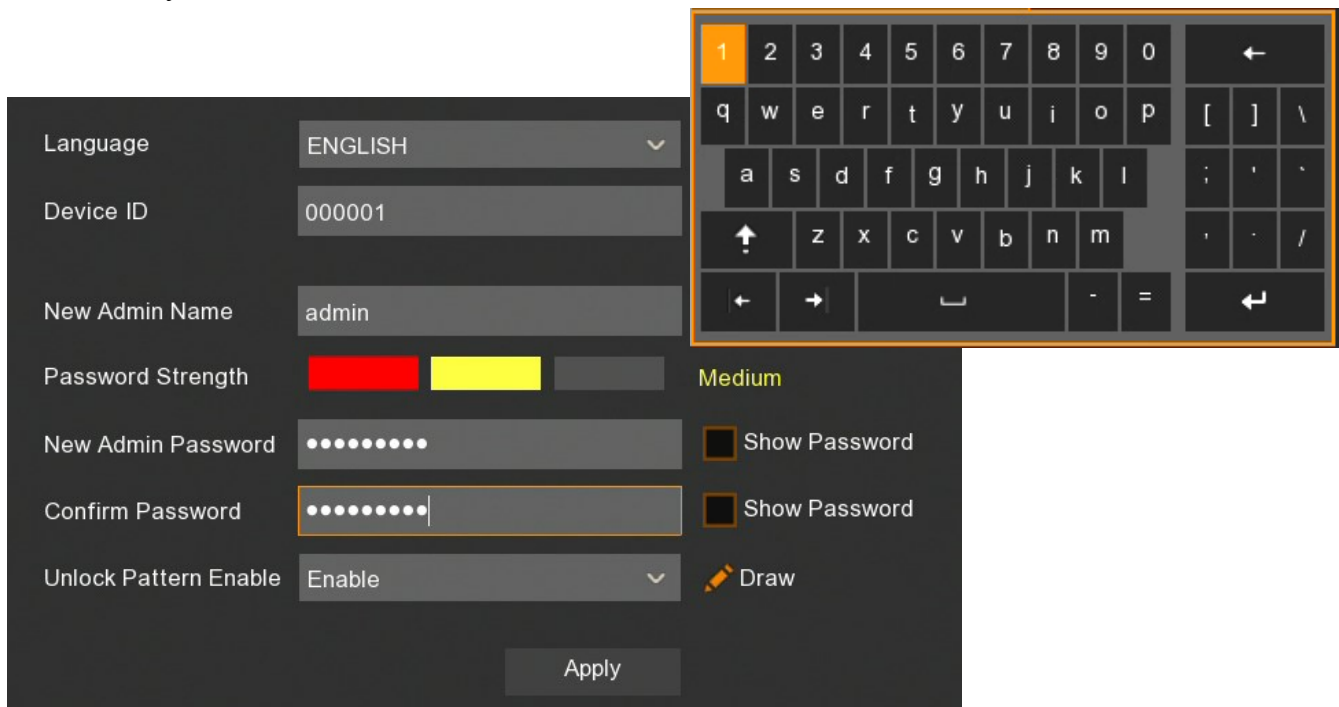 1 2 3 4 5 6 7 8 9 0
q w e r t y u i o p [ ] \
a s d f g h j k l ; ' `
z x c v b n m , . /
- =
Language ENGLISH
Device ID 000001
New Admin Name admin
Password Strength Medium
New Admin Password ••••••••• Show Password
Confirm Password ••••••••• Show Password
Unlock Pattern Enable Enable Draw
Apply